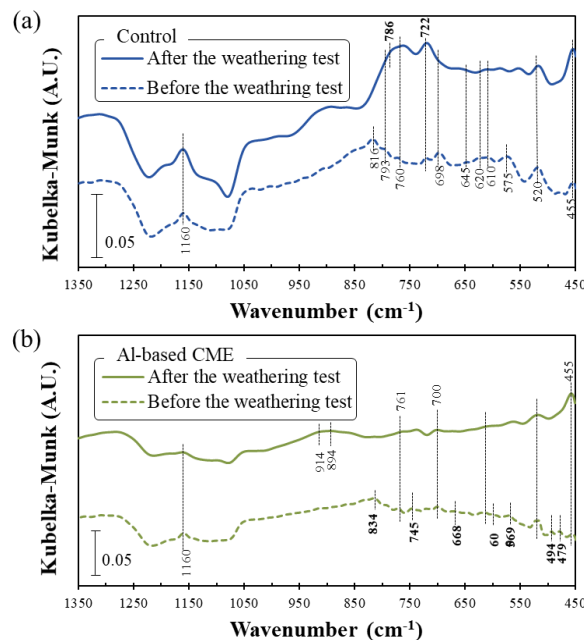 (a)
Control
After the weathering test
Before the weathring test
786
722
816
793
760
698
645
620
610
575
520
455
1160
0.05
Kubelka-Munk (A.U.)
1350 1250 1150 1050 950 850 750 650 550 450
Wavenumber (cm-1)
(b)
Al-based CME
After the weathering test
Before the weathering test
761
700
455
914
894
834
745
668
60
569
494
479
1160
0.05
Kubelka-Munk (A.U.)
1350 1250 1150 1050 950 850 750 650 550 450
Wavenumber (cm-1)